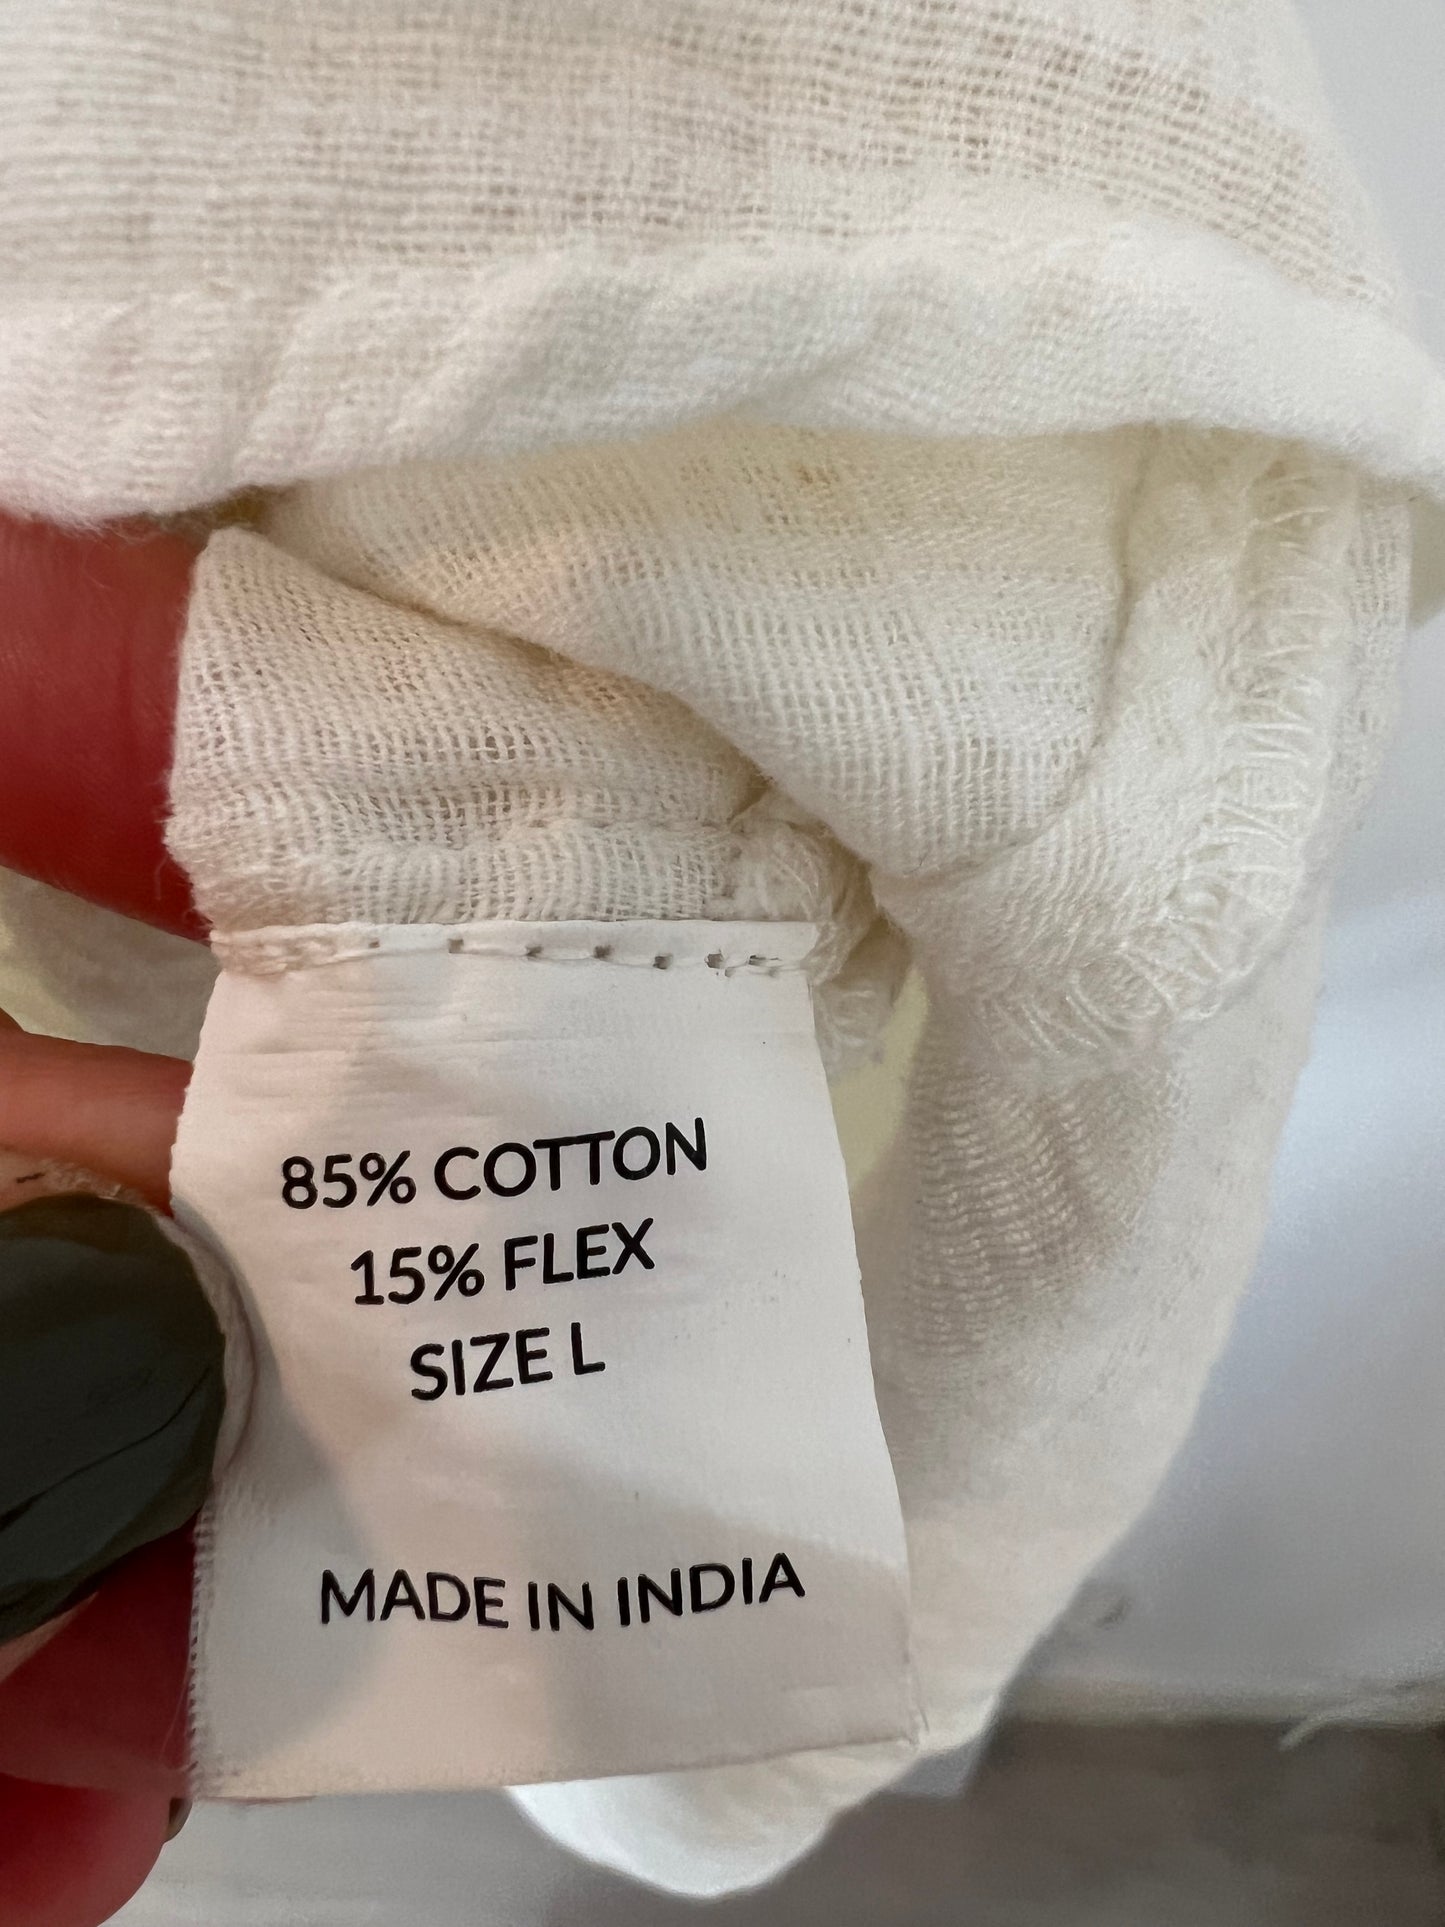 85% COTTON
15% FLEX
SIZE L
MADE IN INDIA